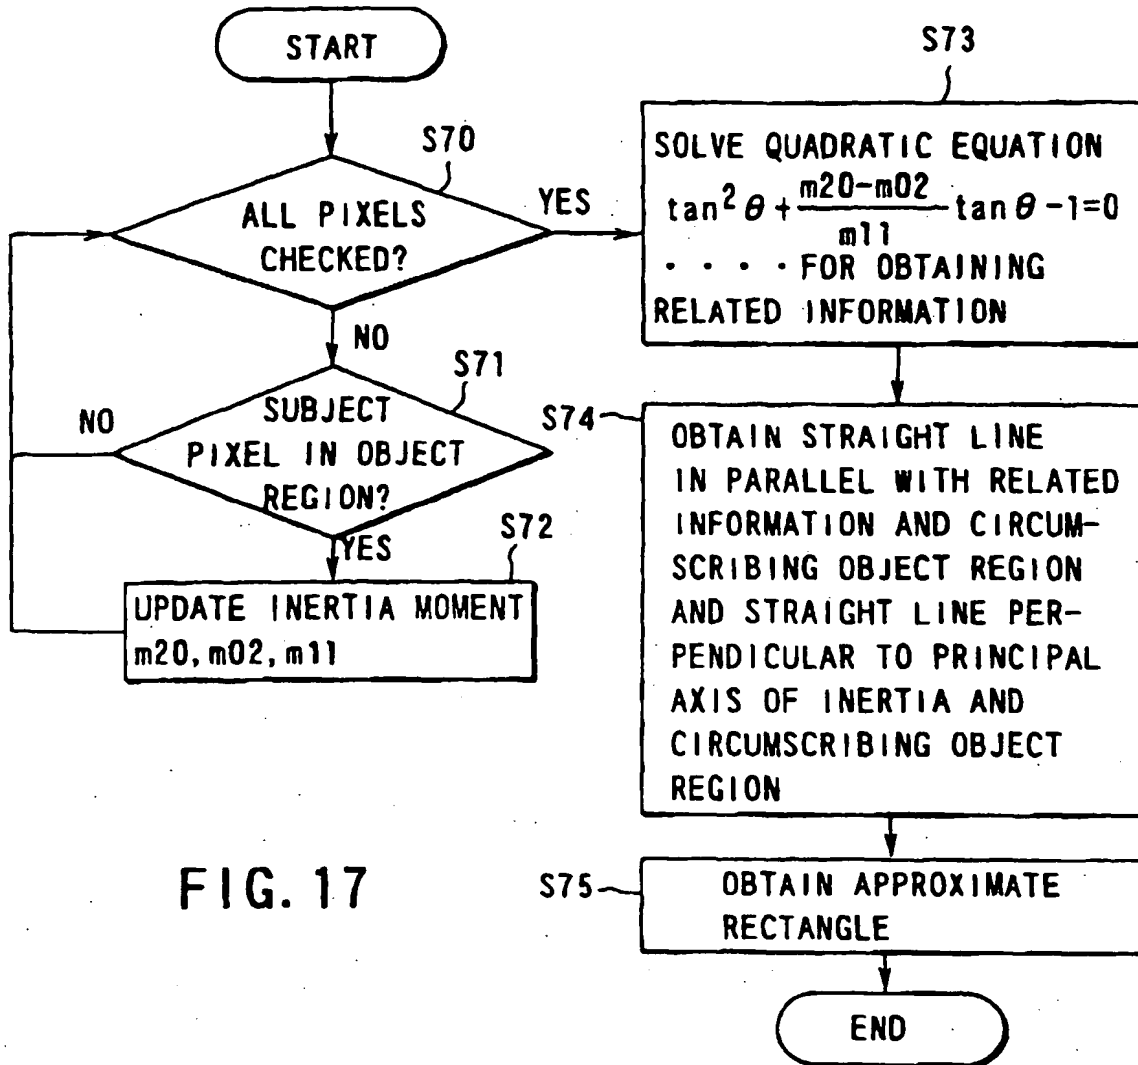 START
S70
ALL PIXELS
CHECKED?
YES
NO
S71
SUBJECT
PIXEL IN OBJECT
REGION?
NO
YES
S72
UPDATE INERTIA MOMENT
m20, m02, m11
S73
SOLVE QUADRATIC EQUATION
tan² θ + (m20-m02)/m11 tan θ -1=0
・・・・FOR OBTAINING
RELATED INFORMATION
S74
OBTAIN STRAIGHT LINE
IN PARALLEL WITH RELATED
INFORMATION AND CIRCUM-
SCRIBING OBJECT REGION
AND STRAIGHT LINE PER-
PENDICULAR TO PRINCIPAL
AXIS OF INERTIA AND
CIRCUMSCRIBING OBJECT
REGION
S75
OBTAIN APPROXIMATE
RECTANGLE
END
FIG. 17